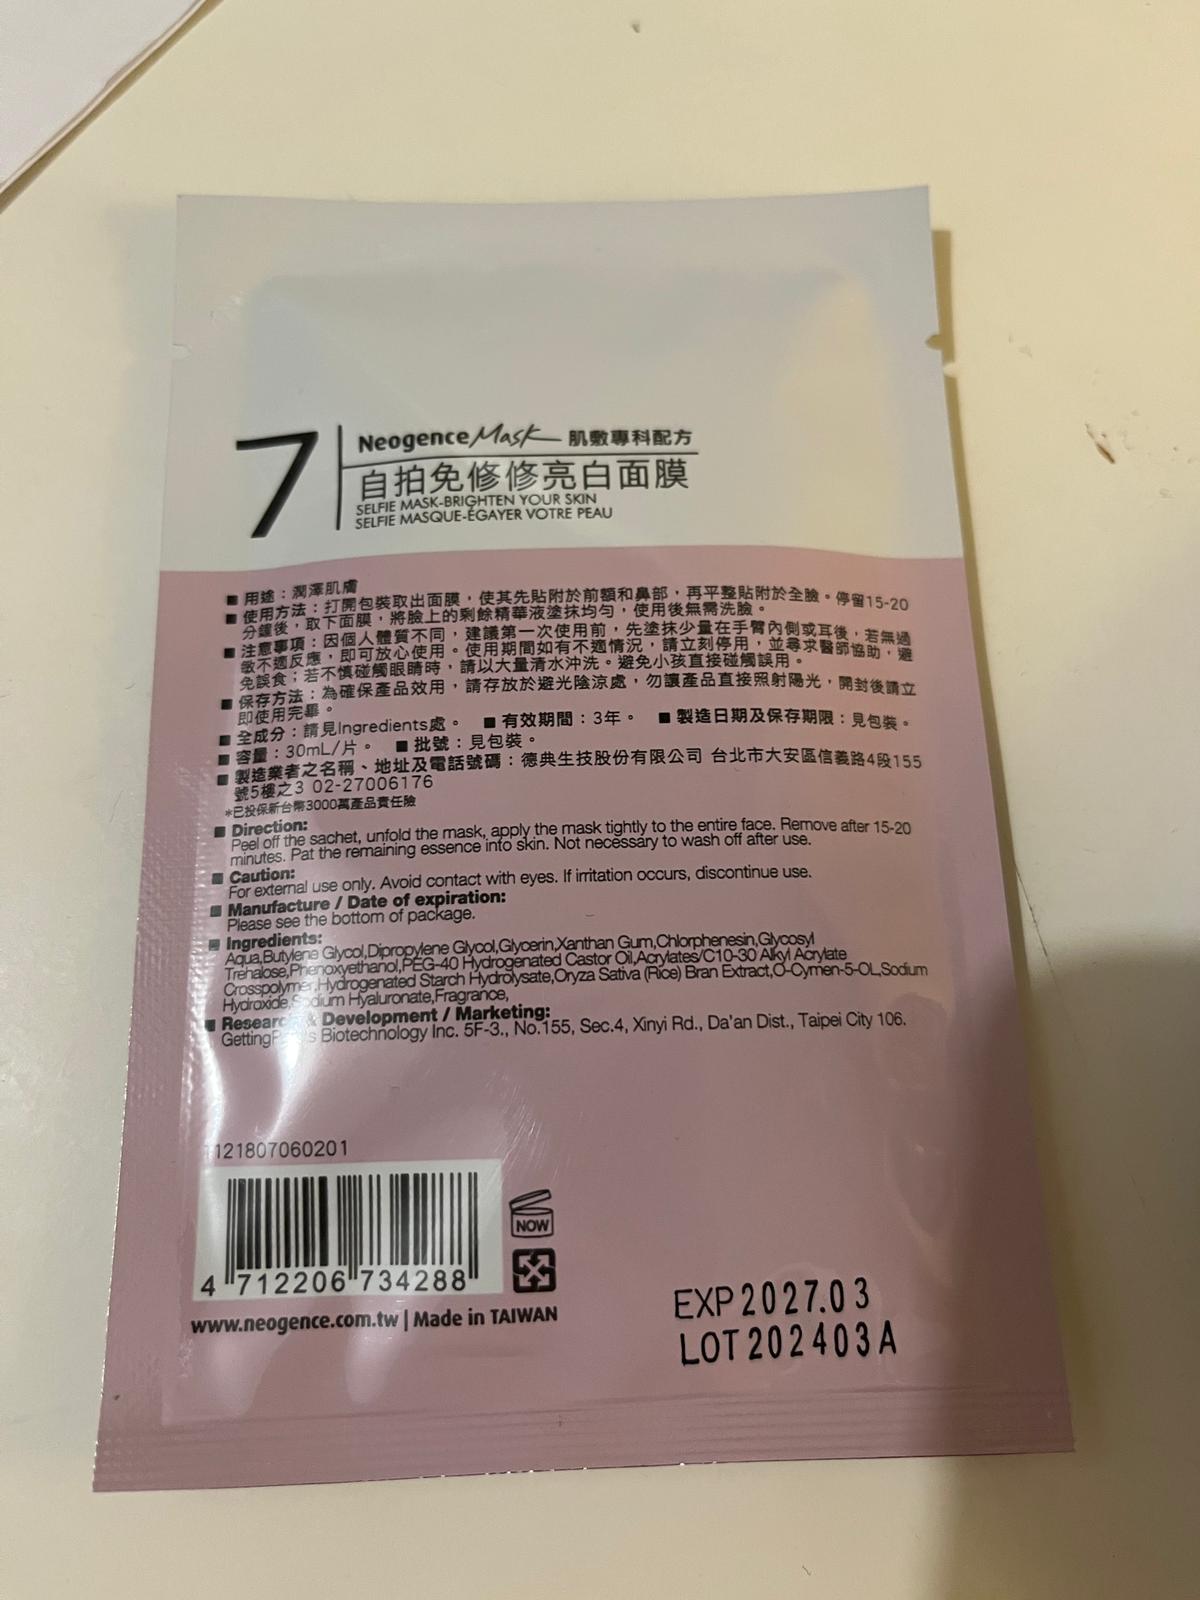 7
NeogenceMask 肌敷專科配方
自拍免修修亮白面膜
SELFIE MASK-BRIGHTEN YOUR SKIN
SELFIE MASQUE-ÉGAYER VOTRE PEAU
■ 用途：潤澤肌膚
■ 使用方法：打開包裝取出面膜，使其先貼附於前額和鼻部，再平整貼附於全臉。停留15-20
分鐘後，取下面膜，將臉上的剩餘精華液塗抹均勻，使用後無需洗臉。
■ 注意事項：因個人體質不同，建議第一次使用前，先塗抹少量在手臂內側或耳後，若無過
敏不適反應，即可放心使用。使用期間如有不適情況，請立刻停用，並尋求醫師協助，避
免誤食；若不慎碰觸眼睛時，請以大量清水沖洗。避免小孩直接碰觸誤用。
■ 保存方法：為確保產品效用，請存放於避光陰涼處，勿讓產品直接照射陽光，開封後請立
即使用完畢。
■ 全成分：請見Ingredients處。 ■ 有效期間：3年。 ■ 製造日期及保存期限：見包裝。
■ 容量：30mL/片。 ■ 批號：見包裝。
■ 製造業者之名稱、地址及電話號碼：德典生技股份有限公司 台北市大安區信義路4段155
號5樓之3 02-27006176
*已投保新台幣3000萬產品責任險
■ Direction:
Peel off the sachet, unfold the mask, apply the mask tightly to the entire face. Remove after 15-20
minutes. Pat the remaining essence into skin. Not necessary to wash off after use.
■ Caution:
For external use only. Avoid contact with eyes. If irritation occurs, discontinue use.
■ Manufacture / Date of expiration:
Please see the bottom of package.
■ Ingredients:
Aqua,Butylene Glycol,Dipropylene Glycol,Glycerin,Xanthan Gum,Chlorphenesin,Glycosyl
Trehalose,Phenoxyethanol,PEG-40 Hydrogenated Castor Oil,Acrylates/C10-30 Alkyl Acrylate
Crosspolymer,Hydrogenated Starch Hydrolysate,Oryza Sativa (Rice) Bran Extract,O-Cymen-5-OL,Sodium
Hydroxide,Sodium Hyaluronate,Fragrance,
■ Research & Development / Marketing:
Biotechnology Inc. 5F-3., No.155, Sec.4, Xinyi Rd., Da'an Dist., Taipei City 106.
1121807060201
4 712206 734288
NOW
www.neogence.com.tw | Made in TAIWAN
EXP 2027.03
LOT 202403A